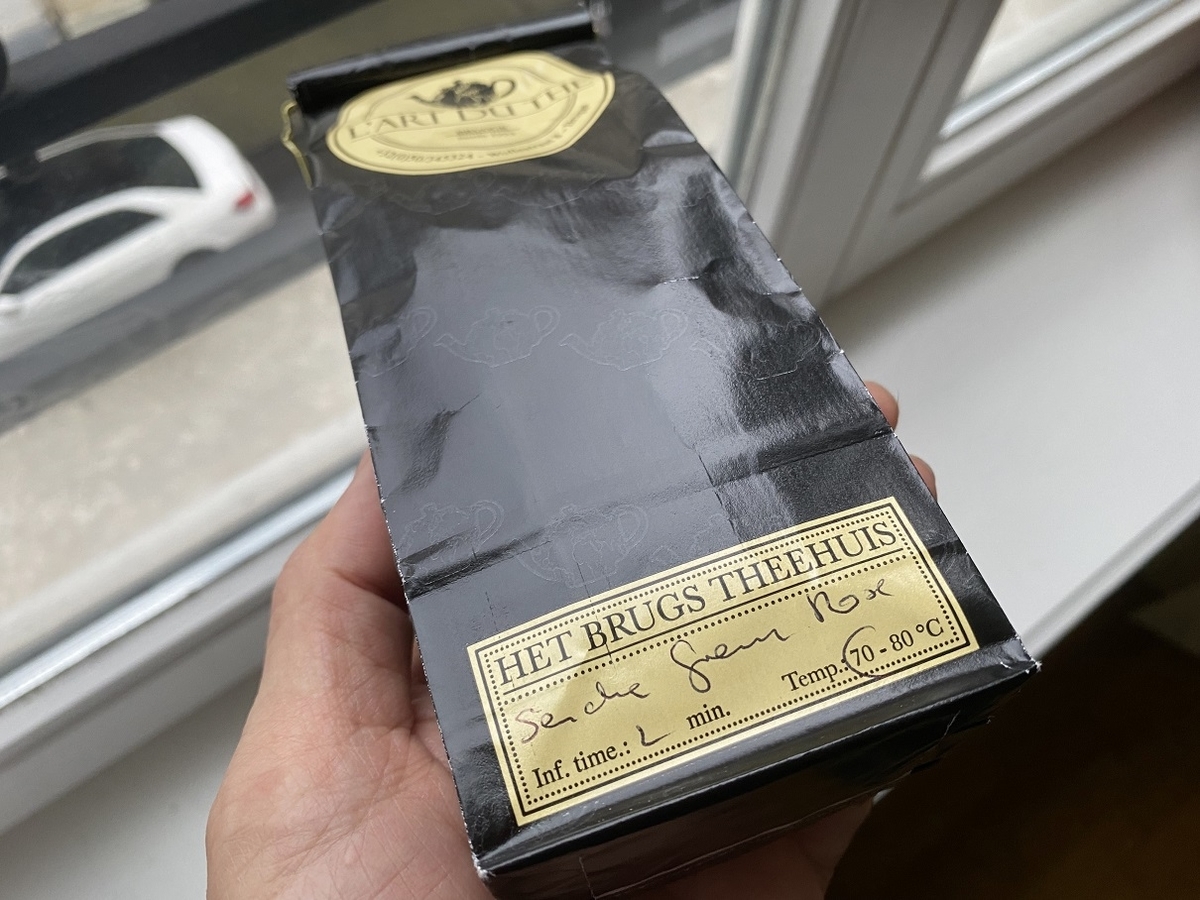 L'ART DU THE
HET BRUGS THEEHUIS
Sencha Green Rose
Inf. time.: 2 min. Temp.: 70 - 80 °C